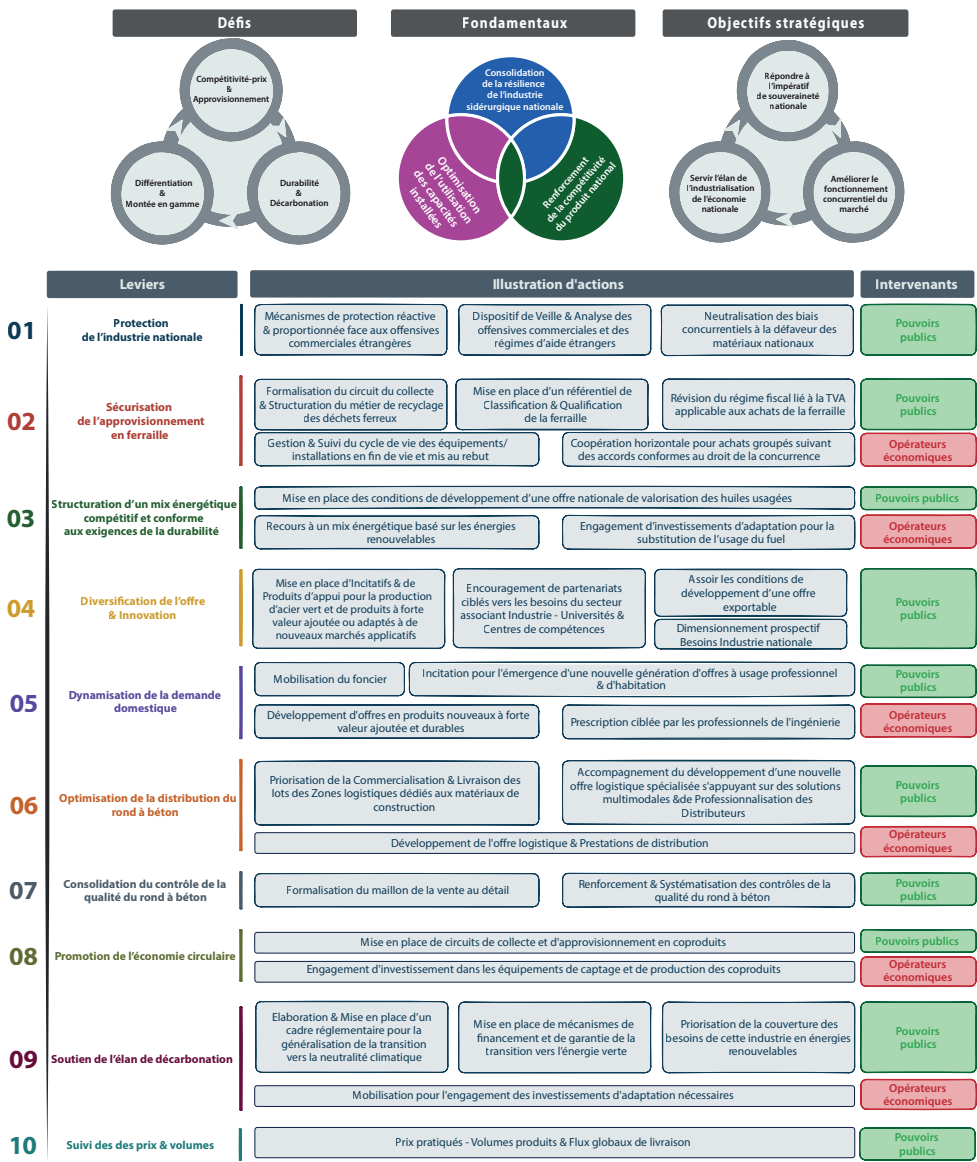 Défis
Compétitivité-prix
&
Approvisionnement
Différentiation
&
Montée en gamme
Durabilité
&
Décarbonation
Fondamentaux
Consolidation
de la résilience
de l'industrie
sidérurgique nationale
Optimisation
de l'utilisation
des capacités
installées
Renforcement
de la compétitivité
du produit national
Objectifs stratégiques
Répondre à
l'impératif
de souveraineté
nationale
Servir l'élan de
l'industrialisation
de l'économie
nationale
Améliorer le
fonctionnement
concurrentiel du
marché
Leviers
Illustration d'actions
Intervenants
01
Protection
de l'industrie nationale
Mécanismes de protection réactive
& proportionnée face aux offensives
commerciales étrangères
Dispositif de Veille & Analyse des
offensives commerciales et des
régimes d'aide étrangers
Neutralisation des biais
concurrentiels à la défaveur des
matériaux nationaux
Pouvoirs
publics
02
Sécurisation
de l'approvisionnement
en ferraille
Formalisation du circuit du collecte
& Structuration du métier de recyclage
des déchets ferreux
Mise en place d'un référentiel de
Classification & Qualification
de la ferraille
Révision du régime fiscal lié à la TVA
applicable aux achats de la ferraille
Pouvoirs
publics
Gestion & Suivi du cycle de vie des équipements/
installations en fin de vie et mis au rebut
Coopération horizontale pour achats groupés suivant
des accords conformes au droit de la concurrence
Opérateurs
économiques
03
Structuration d'un mix énergétique
compétitif et conforme
aux exigences de la durabilité
Mise en place des conditions de développement d'une offre nationale de valorisation des huiles usagées
Pouvoirs publics
Recours à un mix énergétique basé sur les énergies
renouvelables
Engagement d'investissements d'adaptation pour la
substitution de l'usage du fuel
Opérateurs
économiques
04
Diversification de l'offre
& Innovation
Mise en place d'Incitatifs & de
Produits d'appui pour la production
d'acier vert et de produits à forte
valeur ajoutée ou adaptés à de
nouveaux marchés applicatifs
Encouragement de partenariats
ciblés vers les besoins du secteur
associant Industrie - Universités &
Centres de compétences
Assoir les conditions de
développement d'une offre
exportable
Dimensionnement prospectif
Besoins Industrie nationale
Pouvoirs
publics
05
Dynamisation de la demande
domestique
Mobilisation du foncier
Incitation pour l'émergence d'une nouvelle génération d'offres à usage professionnel
& d'habitation
Pouvoirs
publics
Développement d'offres en produits nouveaux à forte
valeur ajoutée et durables
Prescription ciblée par les professionnels de l'ingénierie
Opérateurs
économiques
06
Optimisation de la distribution du
rond à béton
Priorisation de la Commercialisation & Livraison des
lots des Zones logistiques dédiés aux matériaux de
construction
Accompagnement du développement d'une nouvelle
offre logistique spécialisée s'appuyant sur des solutions
multimodales &de Professionnalisation des
Distributeurs
Pouvoirs
publics
Développement de l'offre logistique & Prestations de distribution
Opérateurs
économiques
07
Consolidation du contrôle de la
qualité du rond à béton
Formalisation du maillon de la vente au détail
Renforcement & Systématisation des contrôles de la
qualité du rond à béton
Pouvoirs
publics
08
Promotion de l'économie circulaire
Mise en place de circuits de collecte et d'approvisionnement en coproduits
Pouvoirs publics
Engagement d'investissement dans les équipements de captage et de production des coproduits
Opérateurs
économiques
09
Soutien de l'élan de décarbonation
Elaboration & Mise en place d'un
cadre réglementaire pour la
généralisation de la transition
vers la neutralité climatique
Mise en place de mécanismes de
financement et de garantie de la
transition vers l'énergie verte
Priorisation de la couverture des
besoins de cette industrie en énergies
renouvelables
Pouvoirs
publics
Mobilisation pour l'engagement des investissements d'adaptation nécessaires
Opérateurs
économiques
10
Suivi des des prix & volumes
Prix pratiqués - Volumes produits & Flux globaux de livraison
Pouvoirs
publics